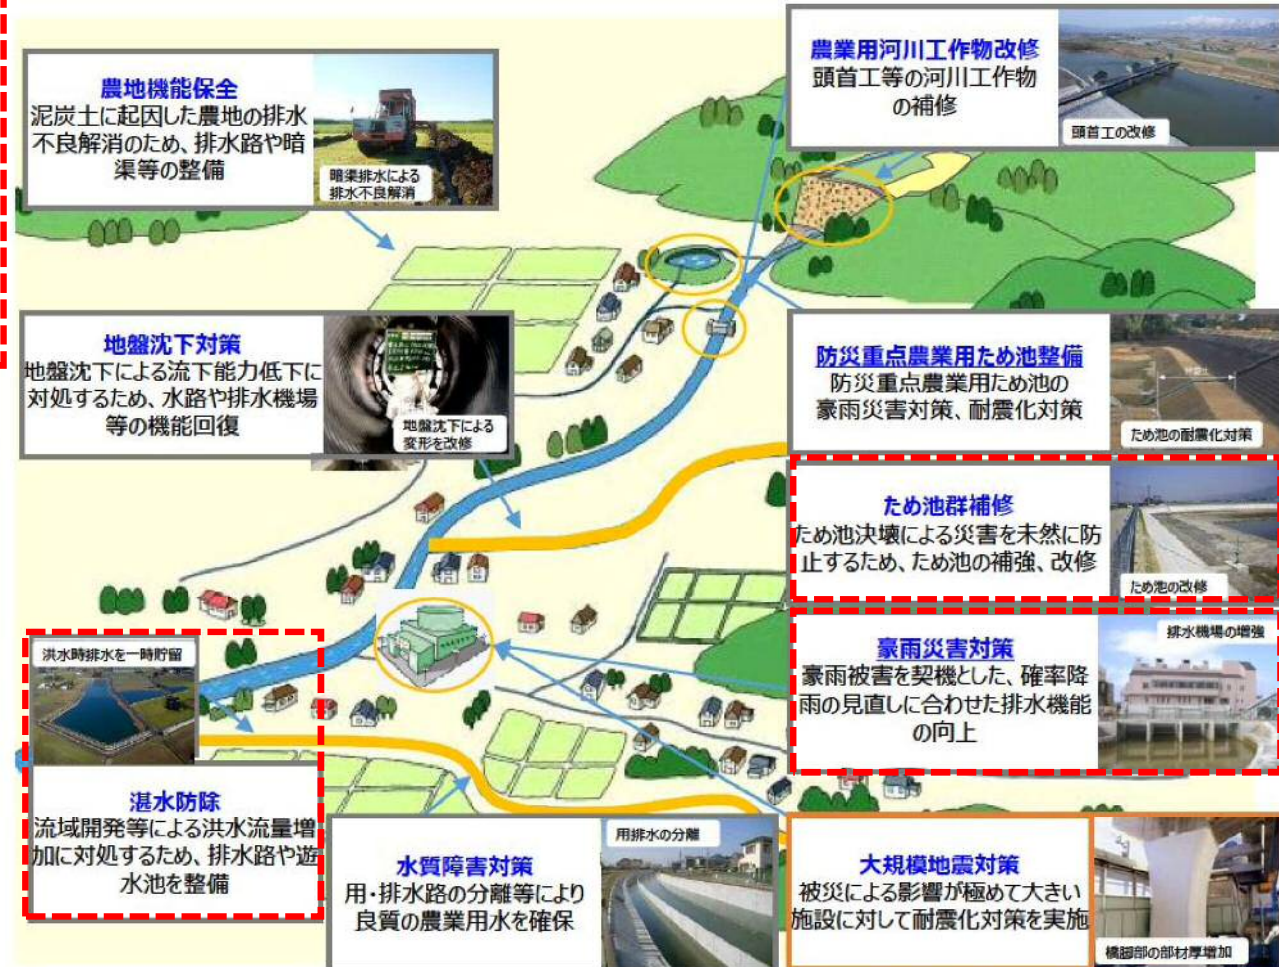 農地機能保全
泥炭土に起因した農地の排水
不良解消のため、排水路や暗
渠等の整備
暗渠排水による
排水不良解消
農業用河川工作物改修
頭首工等の河川工作物
の補修
頭首工の改修
地盤沈下対策
地盤沈下による流下能力低下に
対処するため、水路や排水機場
等の機能回復
地盤沈下による
変形を改修
防災重点農業用ため池整備
防災重点農業用ため池の
豪雨災害対策、耐震化対策
ため池の耐震化対策
ため池群補修
ため池決壊による災害を未然に防
止するため、ため池の補強、改修
ため池の改修
豪雨災害対策
豪雨被害を契機とした、確率降
雨の見直しに合わせた排水機能
の向上
排水機場の増強
洪水時排水を一時貯留
湛水防除
流域開発等による洪水流量増
加に対処するため、排水路や遊
水池を整備
水質障害対策
用・排水路の分離等により
良質の農業用水を確保
用排水の分離
大規模地震対策
被災による影響が極めて大きい
施設に対して耐震化対策を実施
橋脚部の部材厚増加